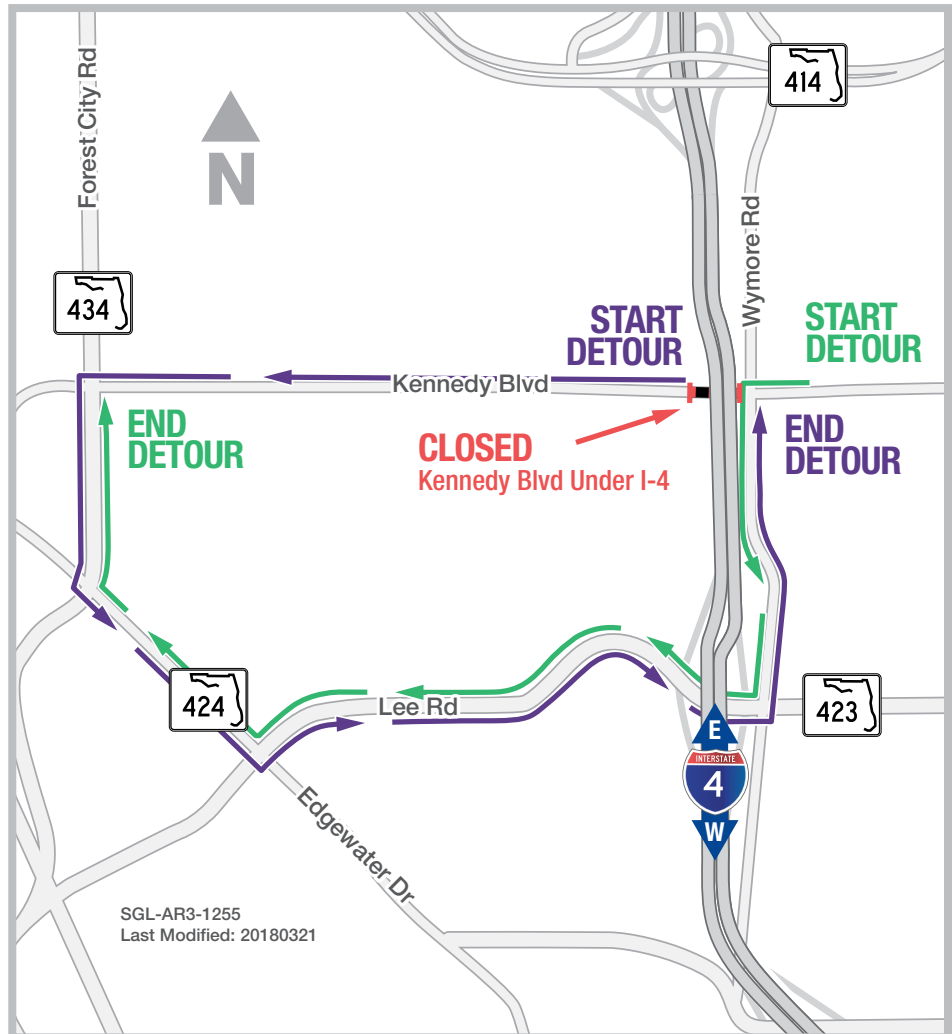 414
Forest City Rd
N
Wymore Rd
434
START
DETOUR
START
DETOUR
Kennedy Blvd
END
DETOUR
CLOSED
Kennedy Blvd Under I-4
END
DETOUR
424
Lee Rd
423
E
INTERSTATE
4
W
Edgewater Dr
SGL-AR3-1255
Last Modified: 20180321